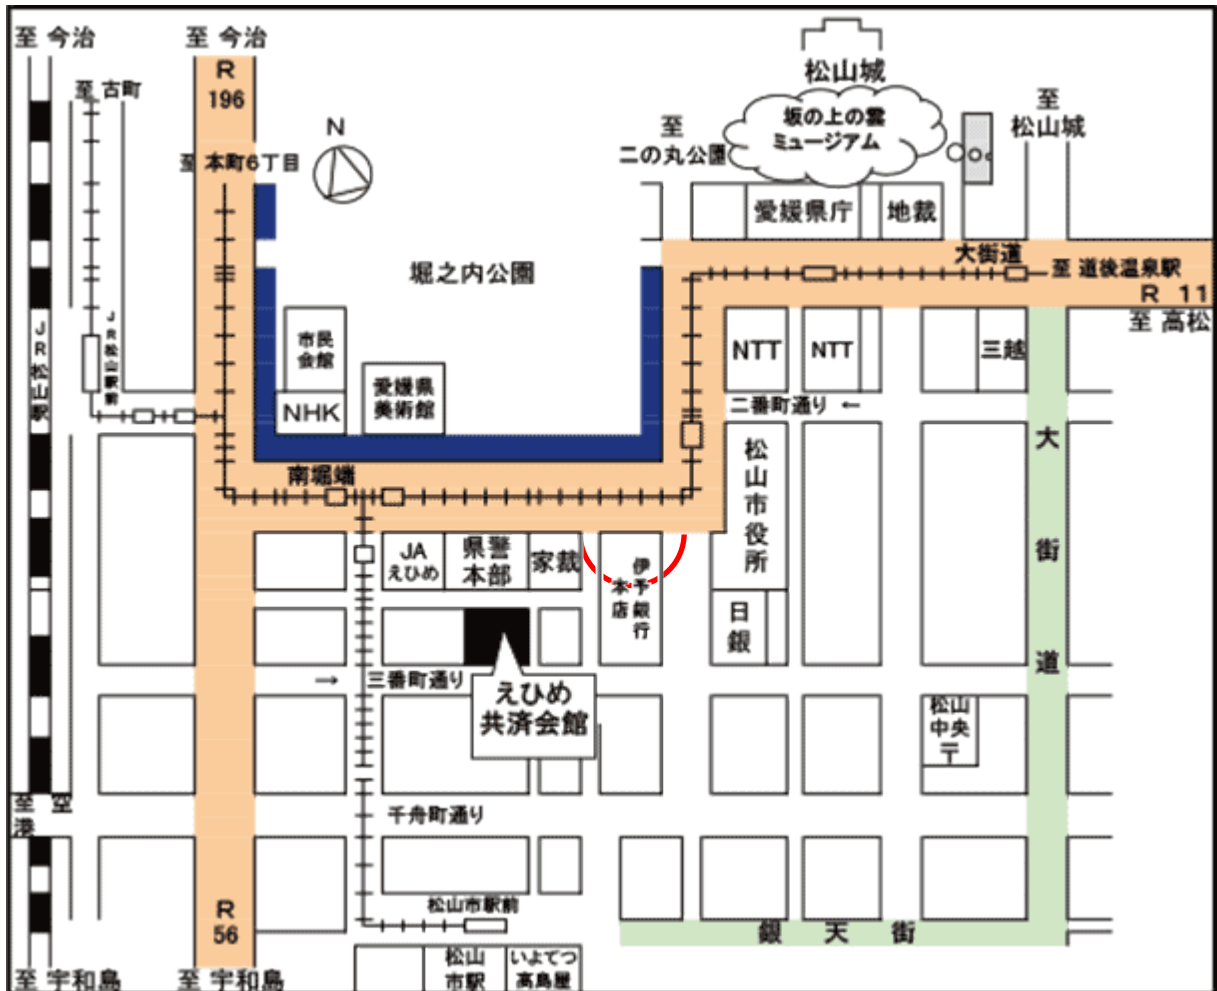 至 今治
至 今治
R
196
至 古町
松山城
坂の上の雲
ミュージアム
至
松山城
N
至 本町6丁目
至
二の丸公園
愛媛県庁
地裁
堀之内公園
大街道
至 道後温泉駅
R 11
至 高松
JR松山駅
JR松山駅前
市民
会館
NHK
愛媛県
美術館
NTT
NTT
三越
二番町通り ←
南堀端
松山市役所
大街道
JA
えひめ
県警
本部
家裁
伊予銀行
本店
日銀
→ 三番町通り
えひめ
共済会館
松山
中央
〒
至 空
港
千舟町通り
R
56
松山市駅前
銀天街
至 宇和島
至 宇和島
松山
市駅
いよてつ
高島屋